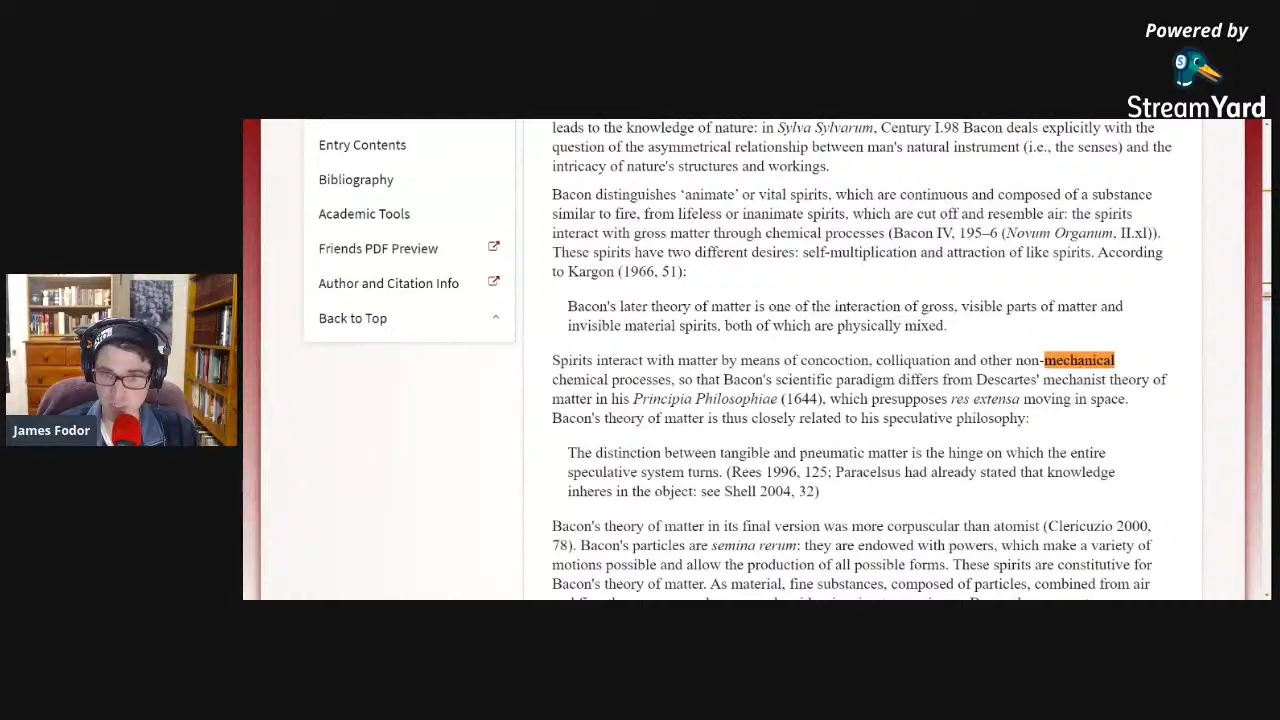 Powered by
StreamYard
Entry Contents
Bibliography
Academic Tools
Friends PDF Preview
Author and Citation Info
Back to Top
leads to the knowledge of nature: in Sylva Sylvarum, Century I.98 Bacon deals explicitly with the
question of the asymmetrical relationship between man's natural instrument (i.e., the senses) and the
intricacy of nature's structures and workings.
Bacon distinguishes ‘animate’ or vital spirits, which are continuous and composed of a substance
similar to fire, from lifeless or inanimate spirits, which are cut off and resemble air: the spirits
interact with gross matter through chemical processes (Bacon IV, 195–6 (Novum Organum, II.xl)).
These spirits have two different desires: self-multiplication and attraction of like spirits. According
to Kargon (1966, 51):
Bacon's later theory of matter is one of the interaction of gross, visible parts of matter and
invisible material spirits, both of which are physically mixed.
Spirits interact with matter by means of concoction, colliquation and other non-mechanical
chemical processes, so that Bacon's scientific paradigm differs from Descartes' mechanist theory of
matter in his Principia Philosophiae (1644), which presupposes res extensa moving in space.
Bacon's theory of matter is thus closely related to his speculative philosophy:
The distinction between tangible and pneumatic matter is the hinge on which the entire
speculative system turns. (Rees 1996, 125; Paracelsus had already stated that knowledge
inheres in the object: see Shell 2004, 32)
Bacon's theory of matter in its final version was more corpuscular than atomist (Clericuzio 2000,
78). Bacon's particles are semina rerum: they are endowed with powers, which make a variety of
motions possible and allow the production of all possible forms. These spirits are constitutive for
Bacon's theory of matter. As material, fine substances, composed of particles, combined from air
James Fodor